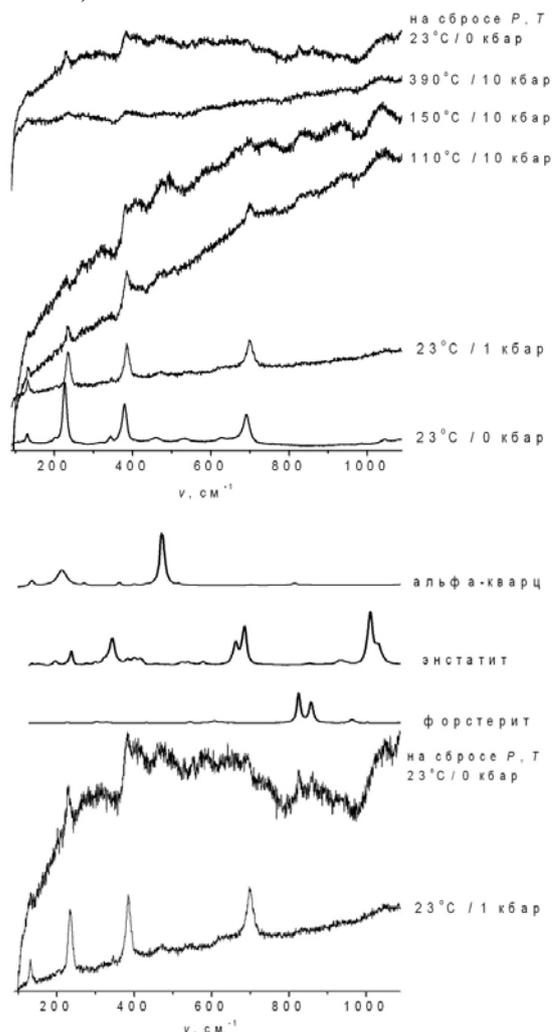 на сбросе P, T
23°C / 0 кбар
390°C / 10 кбар
150°C / 10 кбар
110°C / 10 кбар
23°C / 1 кбар
23°C / 0 кбар
200 400 600 800 1000
ν, см⁻¹
альфа-кварц
энстатит
форстерит
на сбросе P, T
23°C / 0 кбар
23°C / 1 кбар
200 400 600 800 1000
ν, см⁻¹